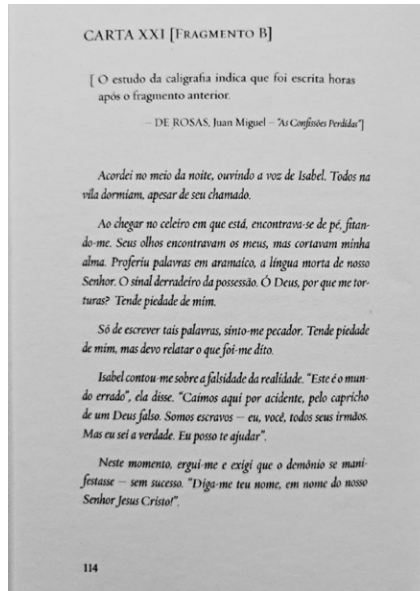 CARTA XXI [FRAGMENTO B]
[ O estudo da caligrafia indica que foi escrita horas
após o fragmento anterior.
– DE ROSAS, Juan Miguel – "As Confissões Perdidas"]
Acordei no meio da noite, ouvindo a voz de Isabel. Todos na
vila dormiam, apesar de seu chamado.
Ao chegar no celeiro em que está, encontrava-se de pé, fitan-
do-me. Seus olhos encontravam os meus, mas cortavam minha
alma. Proferiu palavras em aramaico, a língua morta de nosso
Senhor. O sinal derradeiro da possessão. Ó Deus, por que me tor-
turas? Tende piedade de mim.
Só de escrever tais palavras, sinto-me pecador. Tende piedade
de mim, mas devo relatar o que foi-me dito.
Isabel contou-me sobre a falsidade da realidade. "Este é o mun-
do errado", ela disse. "Caímos aqui por acidente, pelo capricho
de um Deus falso. Somos escravos – eu, você, todos seus irmãos.
Mas eu sei a verdade. Eu posso te ajudar".
Neste momento, ergui-me e exigi que o demônio se mani-
festasse – sem sucesso. "Diga-me teu nome, em nome do nosso
Senhor Jesus Cristo!".
114